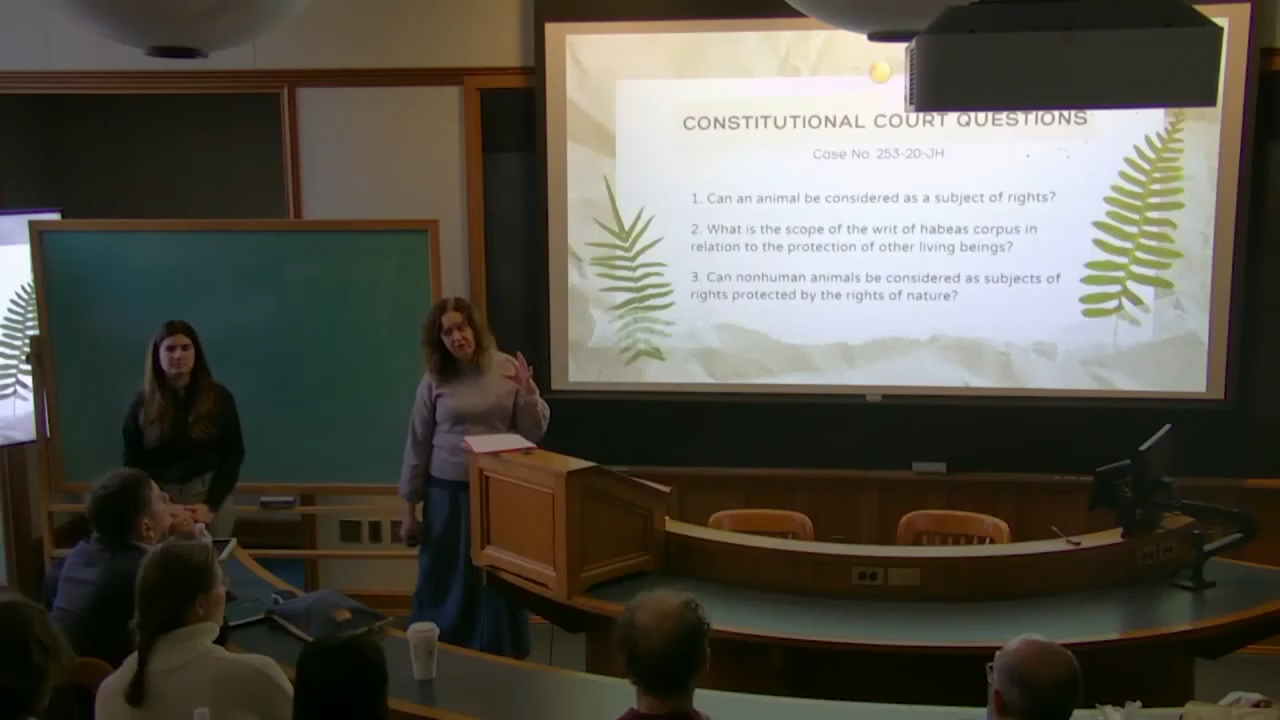 CONSTITUTIONAL COURT QUESTIONS
Case No. 253-20-JH
1. Can an animal be considered as a subject of rights?
2. What is the scope of the writ of habeas corpus in
relation to the protection of other living beings?
3. Can nonhuman animals be considered as subjects of
rights protected by the rights of nature?